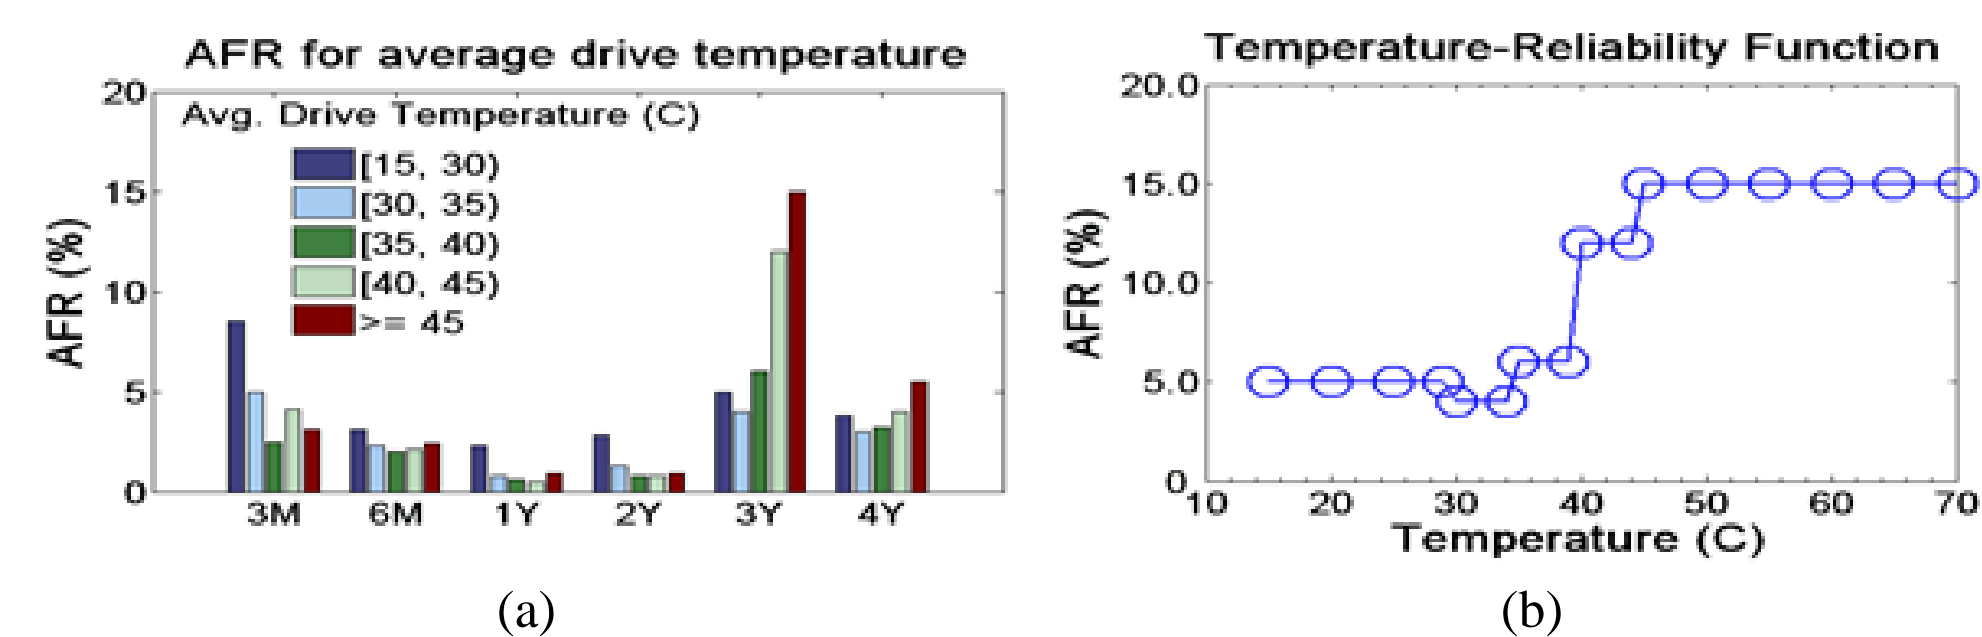 AFR for average drive temperature
20
Avg. Drive Temperature (C)
[15, 30)
[30, 35)
[35, 40)
[40, 45)
>= 45
15
10
5
0
AFR (%)
3M 6M 1Y 2Y 3Y 4Y
(a)
Temperature-Reliability Function
20.0
15.0
10.0
5.0
0
AFR (%)
10 20 30 40 50 60 70
Temperature (C)
(b)